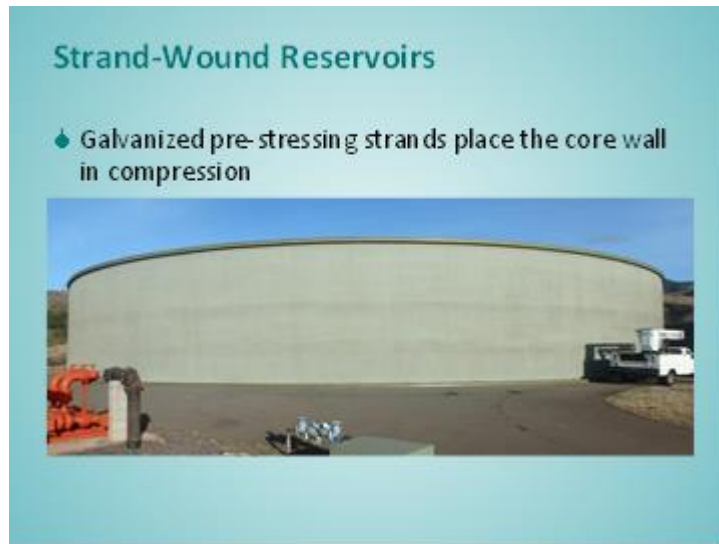 Strand-Wound Reservoirs
Galvanized pre-stressing strands place the core wall
in compression